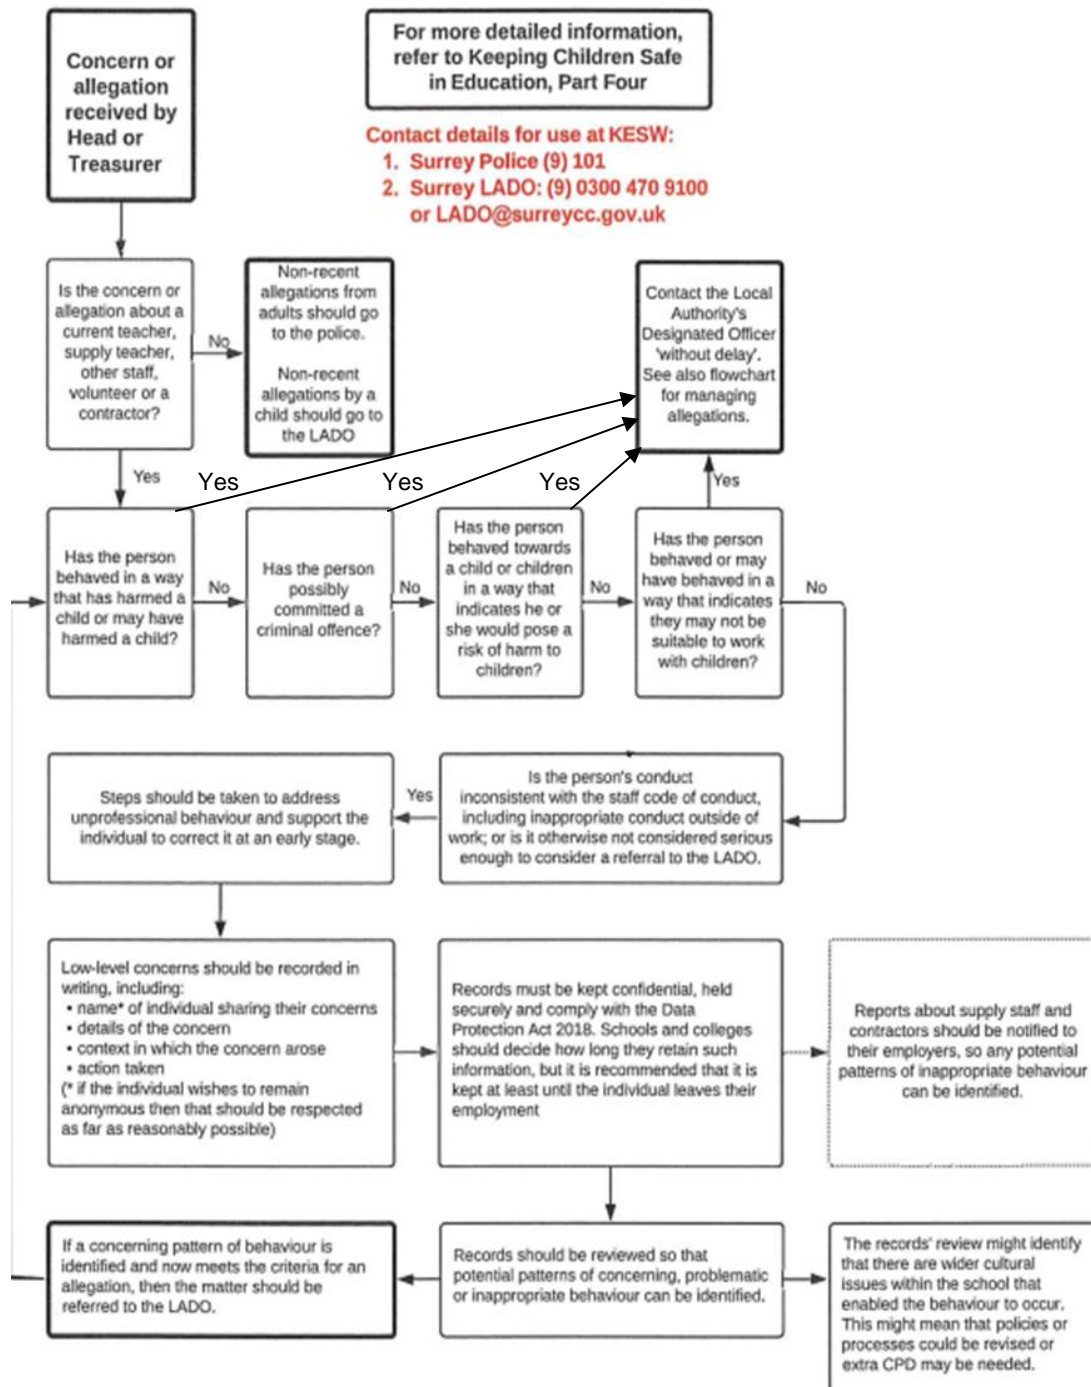 Concern or
allegation
received by
Head or
Treasurer
For more detailed information,
refer to Keeping Children Safe
in Education, Part Four
Contact details for use at KESW:
1. Surrey Police (9) 101
2. Surrey LADO: (9) 0300 470 9100
or LADO@surreycc.gov.uk
Is the concern or
allegation about a
current teacher,
supply teacher,
other staff,
volunteer or a
contractor?
No
Non-recent
allegations from
adults should go
to the police.
Non-recent
allegations by a
child should go to
the LADO
Contact the Local
Authority's
Designated Officer
'without delay'.
See also flowchart
for managing
allegations.
Yes
Yes
Yes
Yes
Yes
Has the person
behaved in a way
that has harmed a
child or may have
harmed a child?
No
Has the person
possibly
committed a
criminal offence?
No
Has the person
behaved towards
a child or children
in a way that
indicates he or
she would pose a
risk of harm to
children?
No
Has the person
behaved or may
have behaved in a
way that indicates
they may not be
suitable to work
with children?
No
Is the person's conduct
inconsistent with the staff code of conduct,
including inappropriate conduct outside of
work; or is it otherwise not considered serious
enough to consider a referral to the LADO.
Yes
Steps should be taken to address
unprofessional behaviour and support the
individual to correct it at an early stage.
Low-level concerns should be recorded in
writing, including:
• name* of individual sharing their concerns
• details of the concern
• context in which the concern arose
• action taken
(* if the individual wishes to remain
anonymous then that should be respected
as far as reasonably possible)
Records must be kept confidential, held
securely and comply with the Data
Protection Act 2018. Schools and colleges
should decide how long they retain such
information, but it is recommended that it is
kept at least until the individual leaves their
employment
Reports about supply staff and
contractors should be notified to
their employers, so any potential
patterns of inappropriate behaviour
can be identified.
If a concerning pattern of behaviour is
identified and now meets the criteria for an
allegation, then the matter should be
referred to the LADO.
Records should be reviewed so that
potential patterns of concerning, problematic
or inappropriate behaviour can be identified.
The records' review might identify
that there are wider cultural
issues within the school that
enabled the behaviour to occur.
This might mean that policies or
processes could be revised or
extra CPD may be needed.